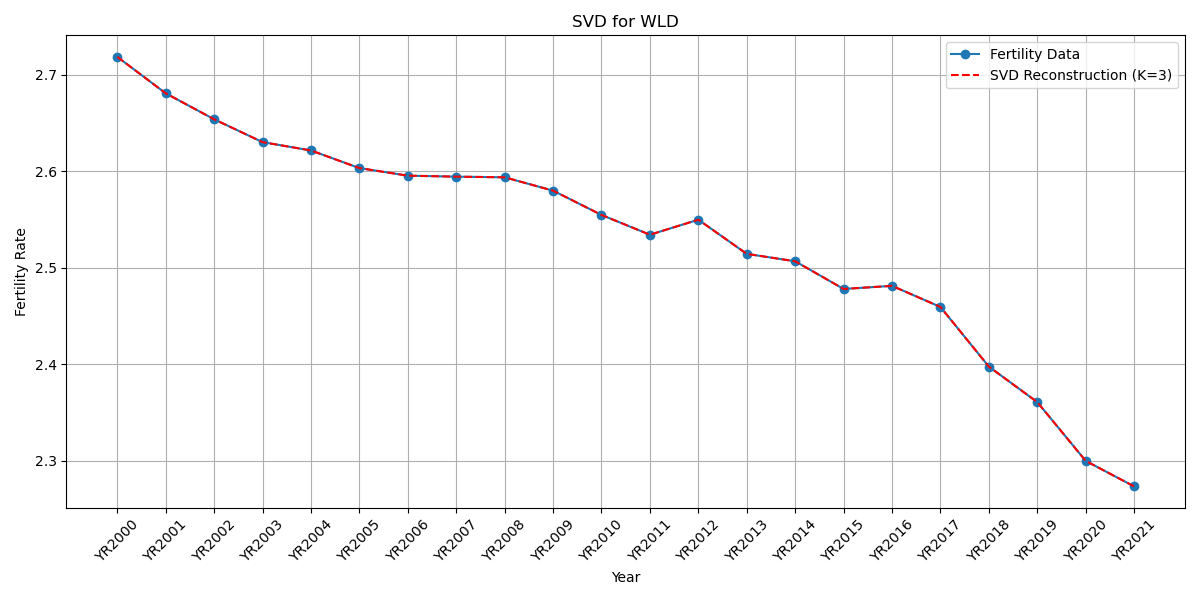 SVD for WLD
Fertility Data
SVD Reconstruction (K=3)
Fertility Rate
2.7
2.6
2.5
2.4
2.3
YR2000
YR2001
YR2002
YR2003
YR2004
YR2005
YR2006
YR2007
YR2008
YR2009
YR2010
YR2011
YR2012
YR2013
YR2014
YR2015
YR2016
YR2017
YR2018
YR2019
YR2020
YR2021
Year